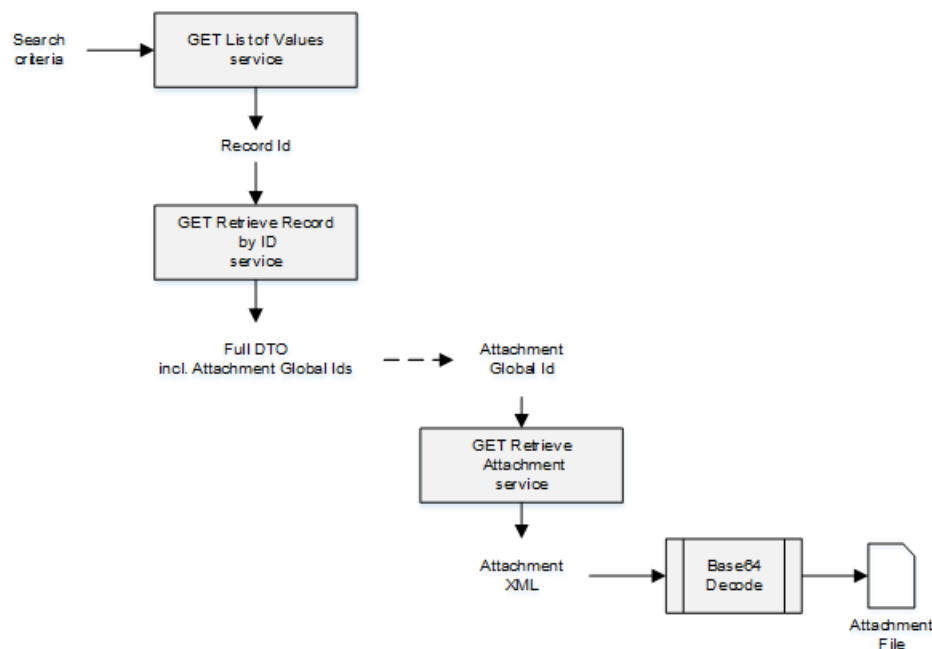 Search
criteria
GET List of Values
service
Record Id
GET Retrieve Record
by ID
service
Full DTO
incl. Attachment Global Ids
Attachment
Global Id
GET Retrieve
Attachment
service
Attachment
XML
Base64
Decode
Attachment
File